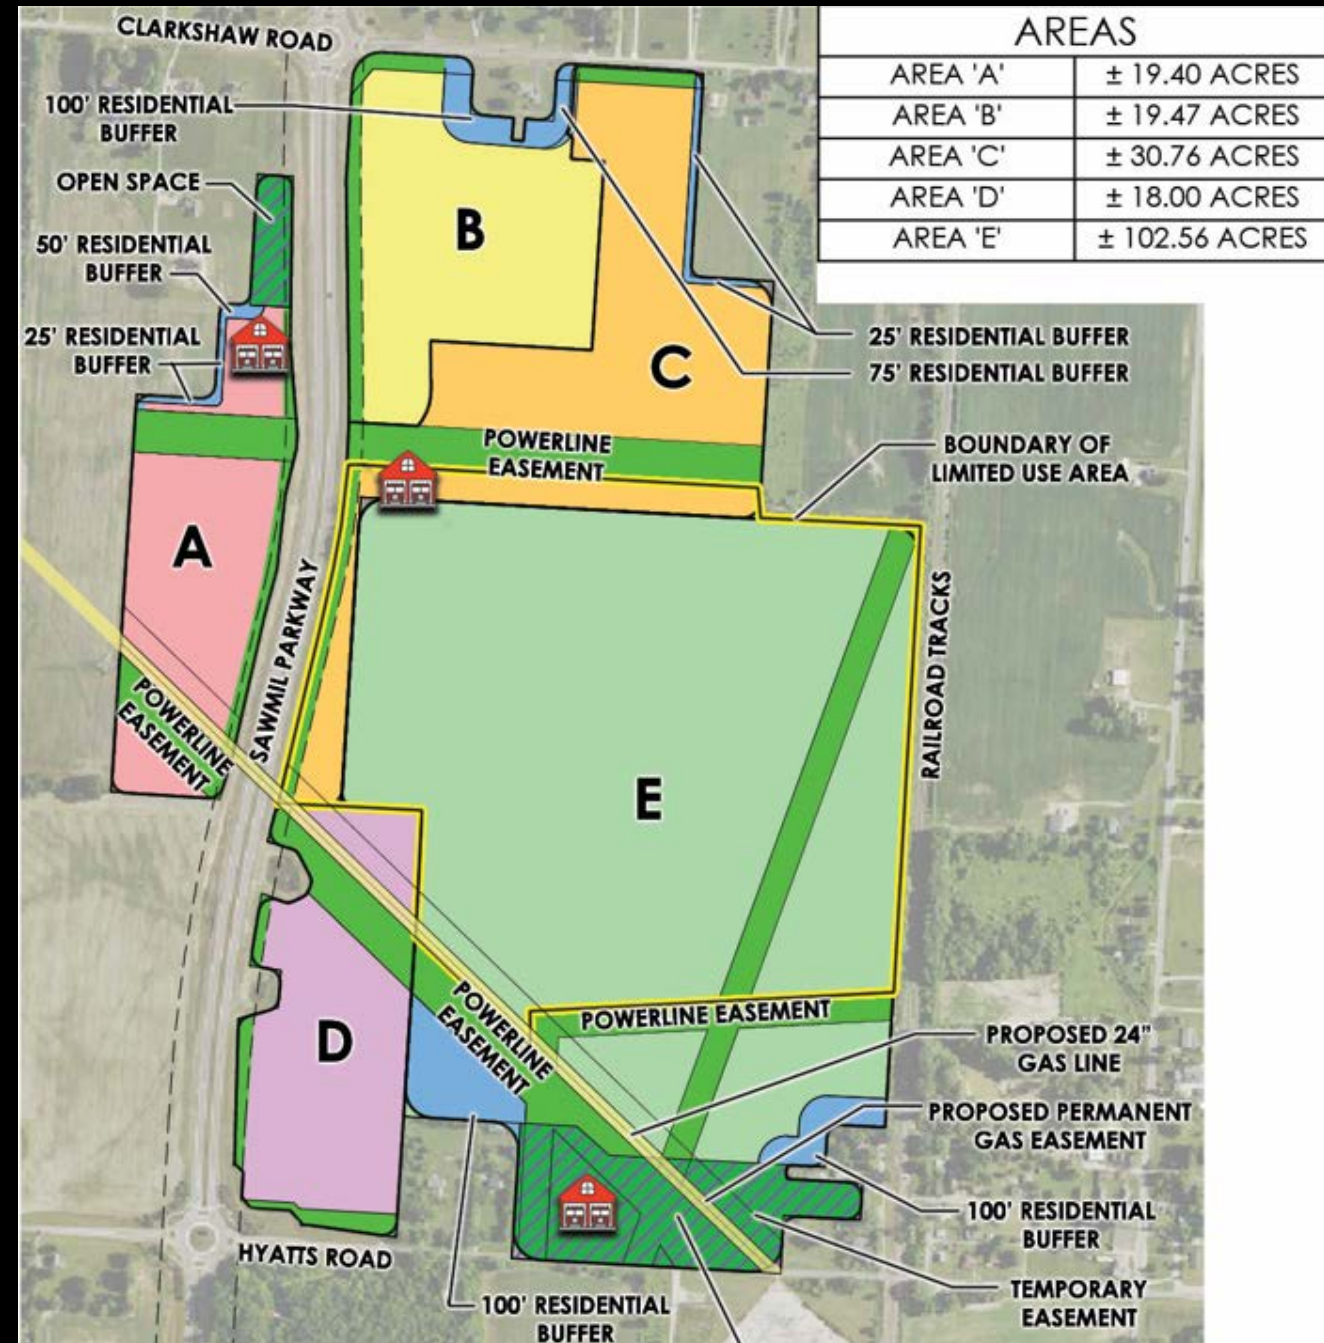 AREAS
AREA 'A' ± 19.40 ACRES
AREA 'B' ± 19.47 ACRES
AREA 'C' ± 30.76 ACRES
AREA 'D' ± 18.00 ACRES
AREA 'E' ± 102.56 ACRES
CLARKSHAW ROAD
100' RESIDENTIAL
BUFFER
OPEN SPACE
50' RESIDENTIAL
BUFFER
25' RESIDENTIAL
BUFFER
B
C
25' RESIDENTIAL BUFFER
75' RESIDENTIAL BUFFER
POWERLINE
EASEMENT
BOUNDARY OF
LIMITED USE AREA
A
SAWMIL PARKWAY
RAILROAD TRACKS
POWERLINE
EASEMENT
E
D
POWERLINE
EASEMENT
POWERLINE EASEMENT
PROPOSED 24"
GAS LINE
PROPOSED PERMANENT
GAS EASEMENT
100' RESIDENTIAL
BUFFER
HYATTS ROAD
100' RESIDENTIAL
BUFFER
TEMPORARY
EASEMENT